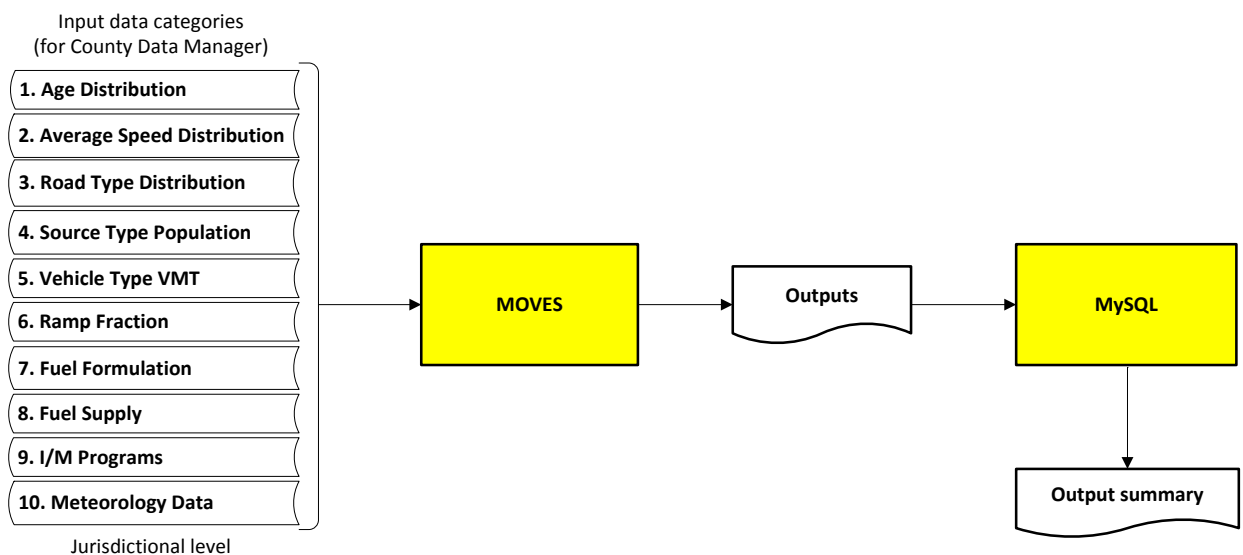 Input data categories
(for County Data Manager)
1. Age Distribution
2. Average Speed Distribution
3. Road Type Distribution
4. Source Type Population
5. Vehicle Type VMT
6. Ramp Fraction
7. Fuel Formulation
8. Fuel Supply
9. I/M Programs
10. Meteorology Data
Jurisdictional level
MOVES
Outputs
MySQL
Output summary